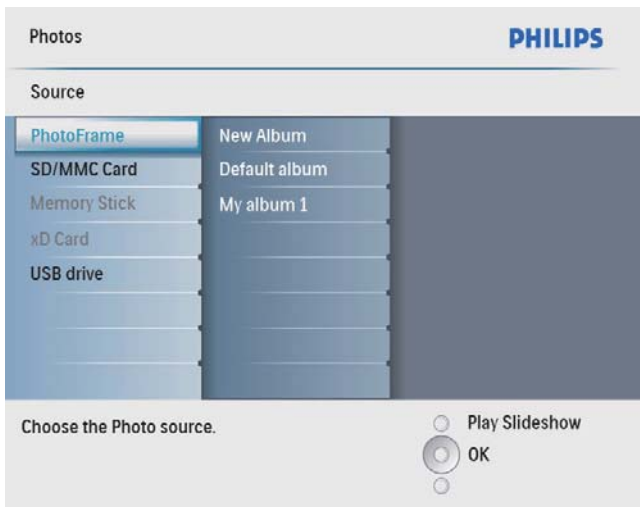 Photos
PHILIPS
Source
PhotoFrame
SD/MMC Card
Memory Stick
xD Card
USB drive
New Album
Default album
My album 1
Choose the Photo source.
Play Slideshow
OK